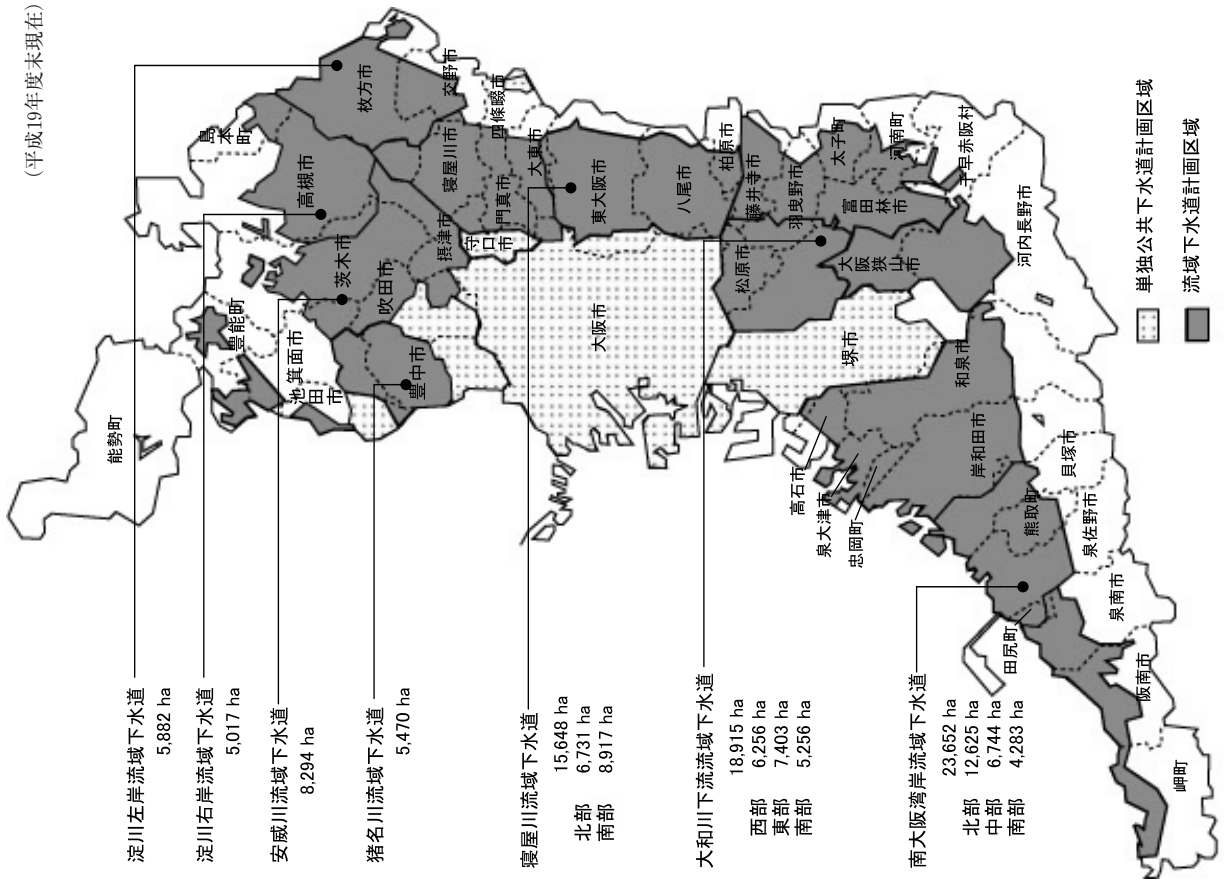 (平成19年度末現在)
淀川左岸流域下水道
5,882 ha
淀川右岸流域下水道
5,017 ha
安威川流域下水道
8,294 ha
猪名川流域下水道
5,470 ha
寝屋川流域下水道
15,648 ha
北部 6,731 ha
南部 8,917 ha
大和川下流流域下水道
18,915 ha
西部 6,256 ha
東部 7,403 ha
南部 5,256 ha
南大阪湾岸流域下水道
23,652 ha
北部 12,625 ha
中部 6,744 ha
南部 4,283 ha
能勢町
豊能町
池田市
箕面市
豊中市
茨木市
吹田市
高槻市
島本町
摂津市
枚方市
交野市
寝屋川市
四條畷市
門真市
守口市
大東市
大阪市
東大阪市
八尾市
柏原市
松原市
藤井寺市
羽曳野市
太子町
河南町
千早赤阪村
富田林市
大阪狭山市
河内長野市
堺市
和泉市
高石市
泉大津市
忠岡町
岸和田市
貝塚市
熊取町
泉佐野市
田尻町
泉南市
阪南市
岬町
単独公共下水道計画区域
流域下水道計画区域